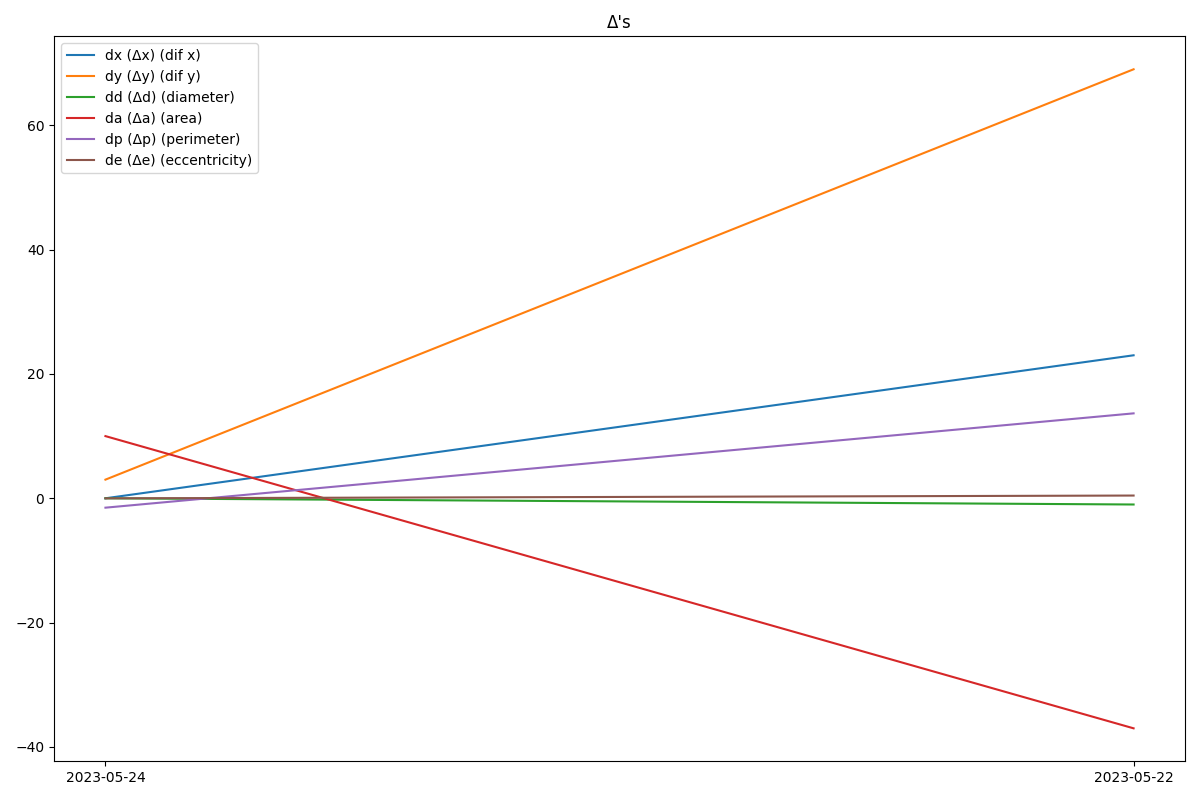 Δ's
dx (Δx) (dif x)
dy (Δy) (dif y)
dd (Δd) (diameter)
da (Δa) (area)
dp (Δp) (perimeter)
de (Δe) (eccentricity)
60
40
20
0
−20
−40
2023-05-24
2023-05-22